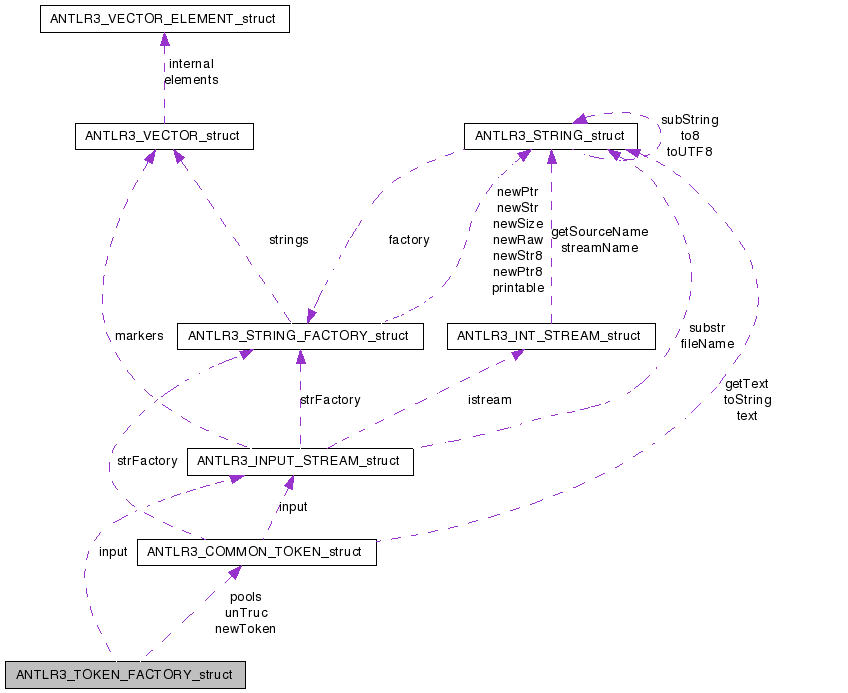 ANTLR3_VECTOR_ELEMENT_struct
internal
elements
ANTLR3_VECTOR_struct
ANTLR3_STRING_struct
subString
to8
toUTF8
strings
factory
newPtr
newStr
newSize
newRaw
newStr8
newPtr8
printable
getSourceName
streamName
markers
ANTLR3_STRING_FACTORY_struct
ANTLR3_INT_STREAM_struct
substr
fileName
strFactory
istream
getText
toString
text
strFactory
ANTLR3_INPUT_STREAM_struct
input
input
ANTLR3_COMMON_TOKEN_struct
pools
unTruc
newToken
ANTLR3_TOKEN_FACTORY_struct